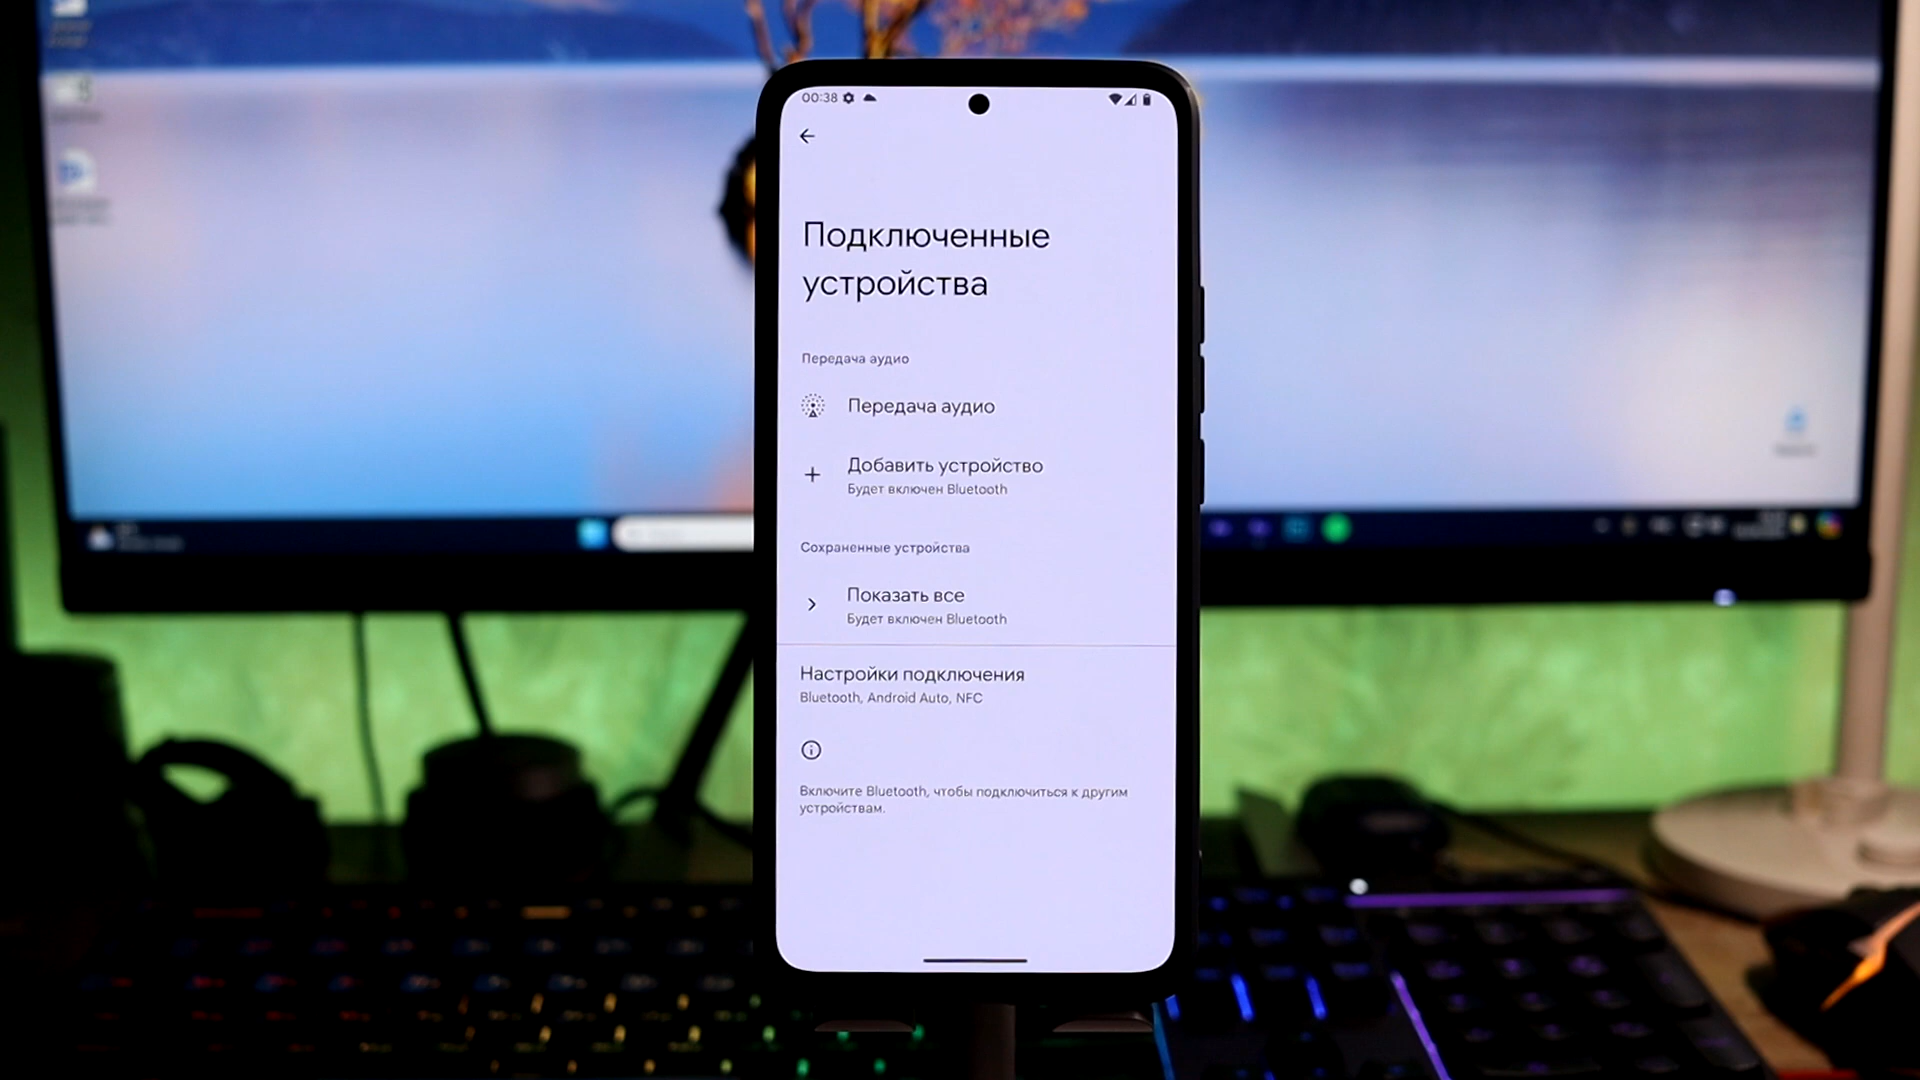 00:38
Подключенные
устройства
Передача аудио
Передача аудио
Добавить устройство
Будет включен Bluetooth
Сохраненные устройства
Показать все
Будет включен Bluetooth
Настройки подключения
Bluetooth, Android Auto, NFC
Включите Bluetooth, чтобы подключиться к другим
устройствам.